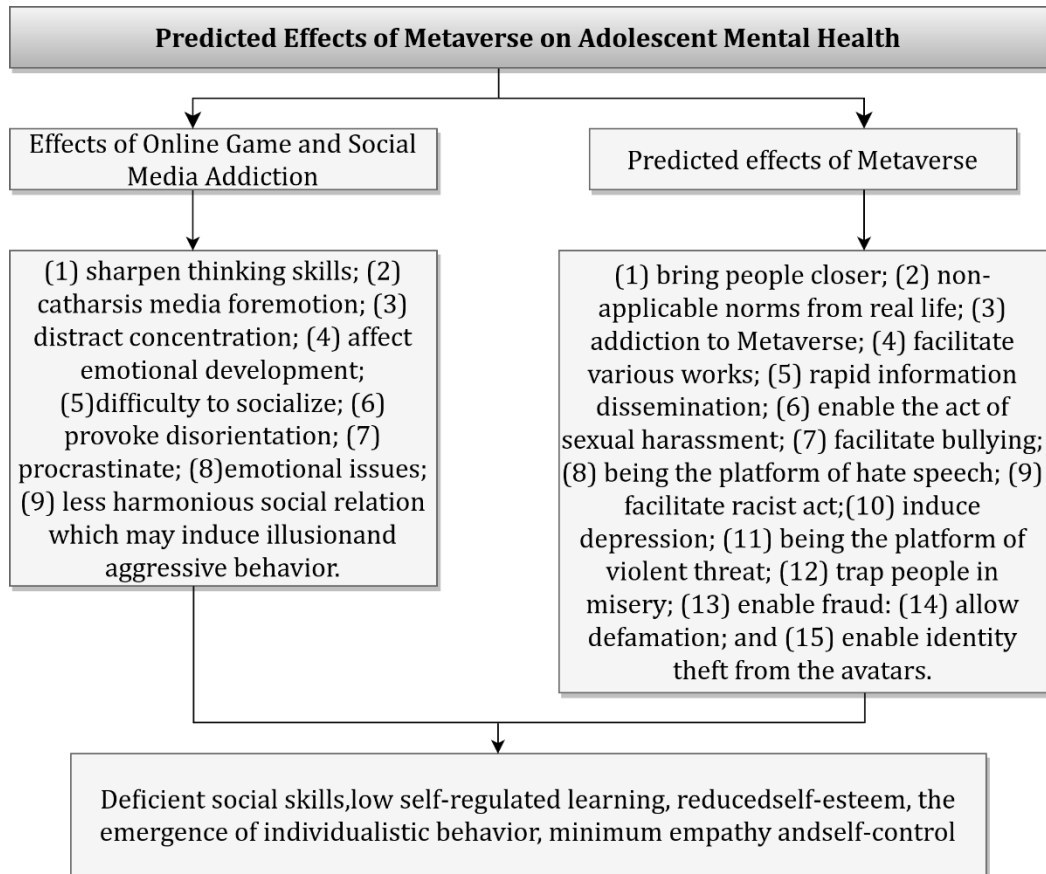 Predicted Effects of Metaverse on Adolescent Mental Health
Effects of Online Game and Social
Media Addiction
Predicted effects of Metaverse
(1) sharpen thinking skills; (2)
catharsis media foremotion; (3)
distract concentration; (4) affect
emotional development;
(5)difficulty to socialize; (6)
provoke disorientation; (7)
procrastinate; (8)emotional issues;
(9) less harmonious social relation
which may induce illusionand
aggressive behavior.
(1) bring people closer; (2) non-
applicable norms from real life; (3)
addiction to Metaverse; (4) facilitate
various works; (5) rapid information
dissemination; (6) enable the act of
sexual harassment; (7) facilitate bullying;
(8) being the platform of hate speech; (9)
facilitate racist act;(10) induce
depression; (11) being the platform of
violent threat; (12) trap people in
misery; (13) enable fraud: (14) allow
defamation; and (15) enable identity
theft from the avatars.
Deficient social skills,low self-regulated learning, reducedself-esteem, the
emergence of individualistic behavior, minimum empathy andself-control